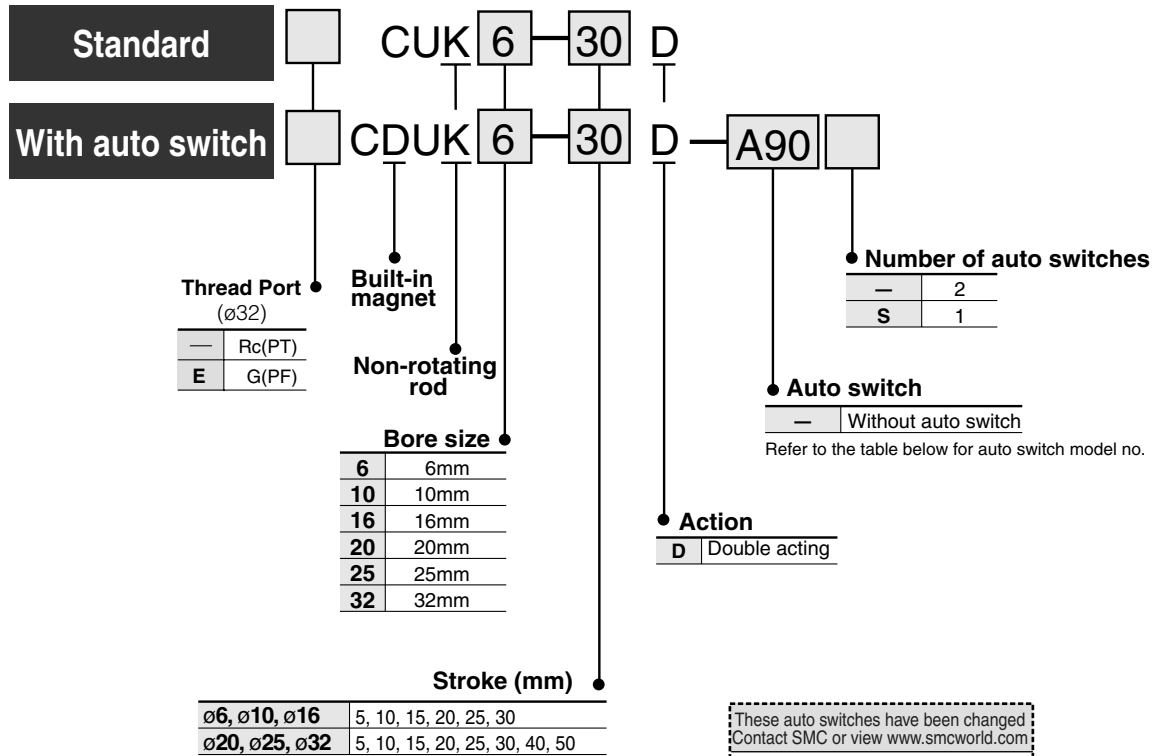 Standard CUK 6 — 30 D
With auto switch CDUK 6 — 30 D — A90
Number of auto switches
— 2
S 1
Thread Port
(ø32)
— Rc(PT)
E G(PF)
Built-in
magnet
Non-rotating
rod
Auto switch
— Without auto switch
Refer to the table below for auto switch model no.
Bore size
6 6mm
10 10mm
16 16mm
20 20mm
25 25mm
32 32mm
Action
D Double acting
Stroke (mm)
ø6, ø10, ø16 5, 10, 15, 20, 25, 30
ø20, ø25, ø32 5, 10, 15, 20, 25, 30, 40, 50
These auto switches have been changed
Contact SMC or view www.smcworld.com